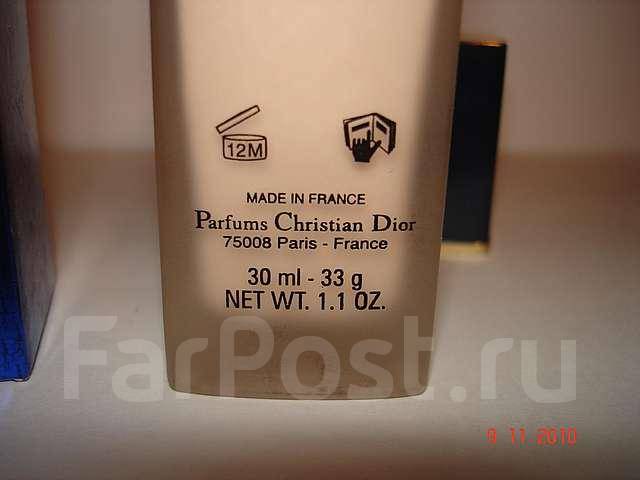 12M
MADE IN FRANCE
Parfums Christian Dior
75008 Paris - France
30 ml - 33 g
NET WT. 1.1 OZ.
FarPost.ru
9 11 2010